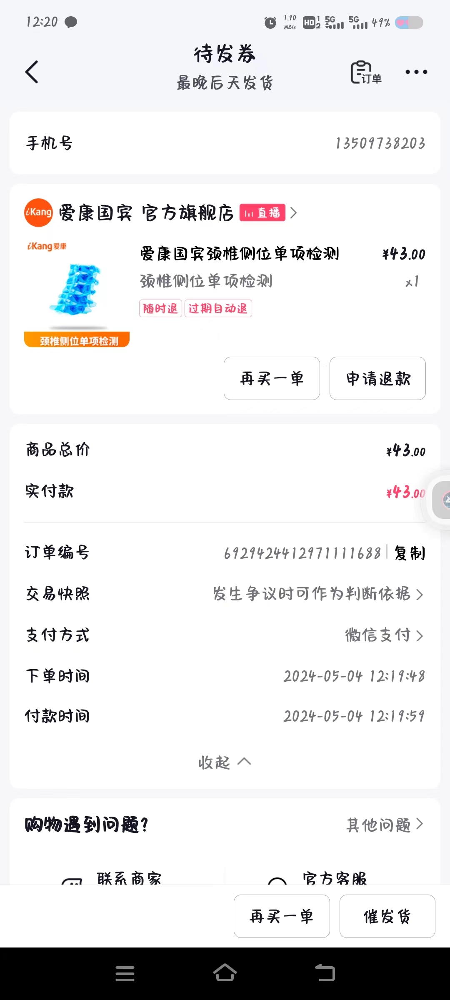 12:20
1.90 MB/s HD 1 2 5G 5G 49%
待发券
最晚后天发货
订单
手机号 13509738203
iKang 爱康国宾 官方旗舰店 直播
iKang爱康
爱康国宾颈椎侧位单项检测 ¥43.00
颈椎侧位单项检测 x1
随时退 过期自动退
颈椎侧位单项检测
再买一单 申请退款
商品总价 ¥43.00
实付款 ¥43.00
订单编号 6929424412971111688 复制
交易快照 发生争议时可作为判断依据
支付方式 微信支付
下单时间 2024-05-04 12:19:48
付款时间 2024-05-04 12:19:59
收起
购物遇到问题? 其他问题
联系商家 官方客服
再买一单 催发货